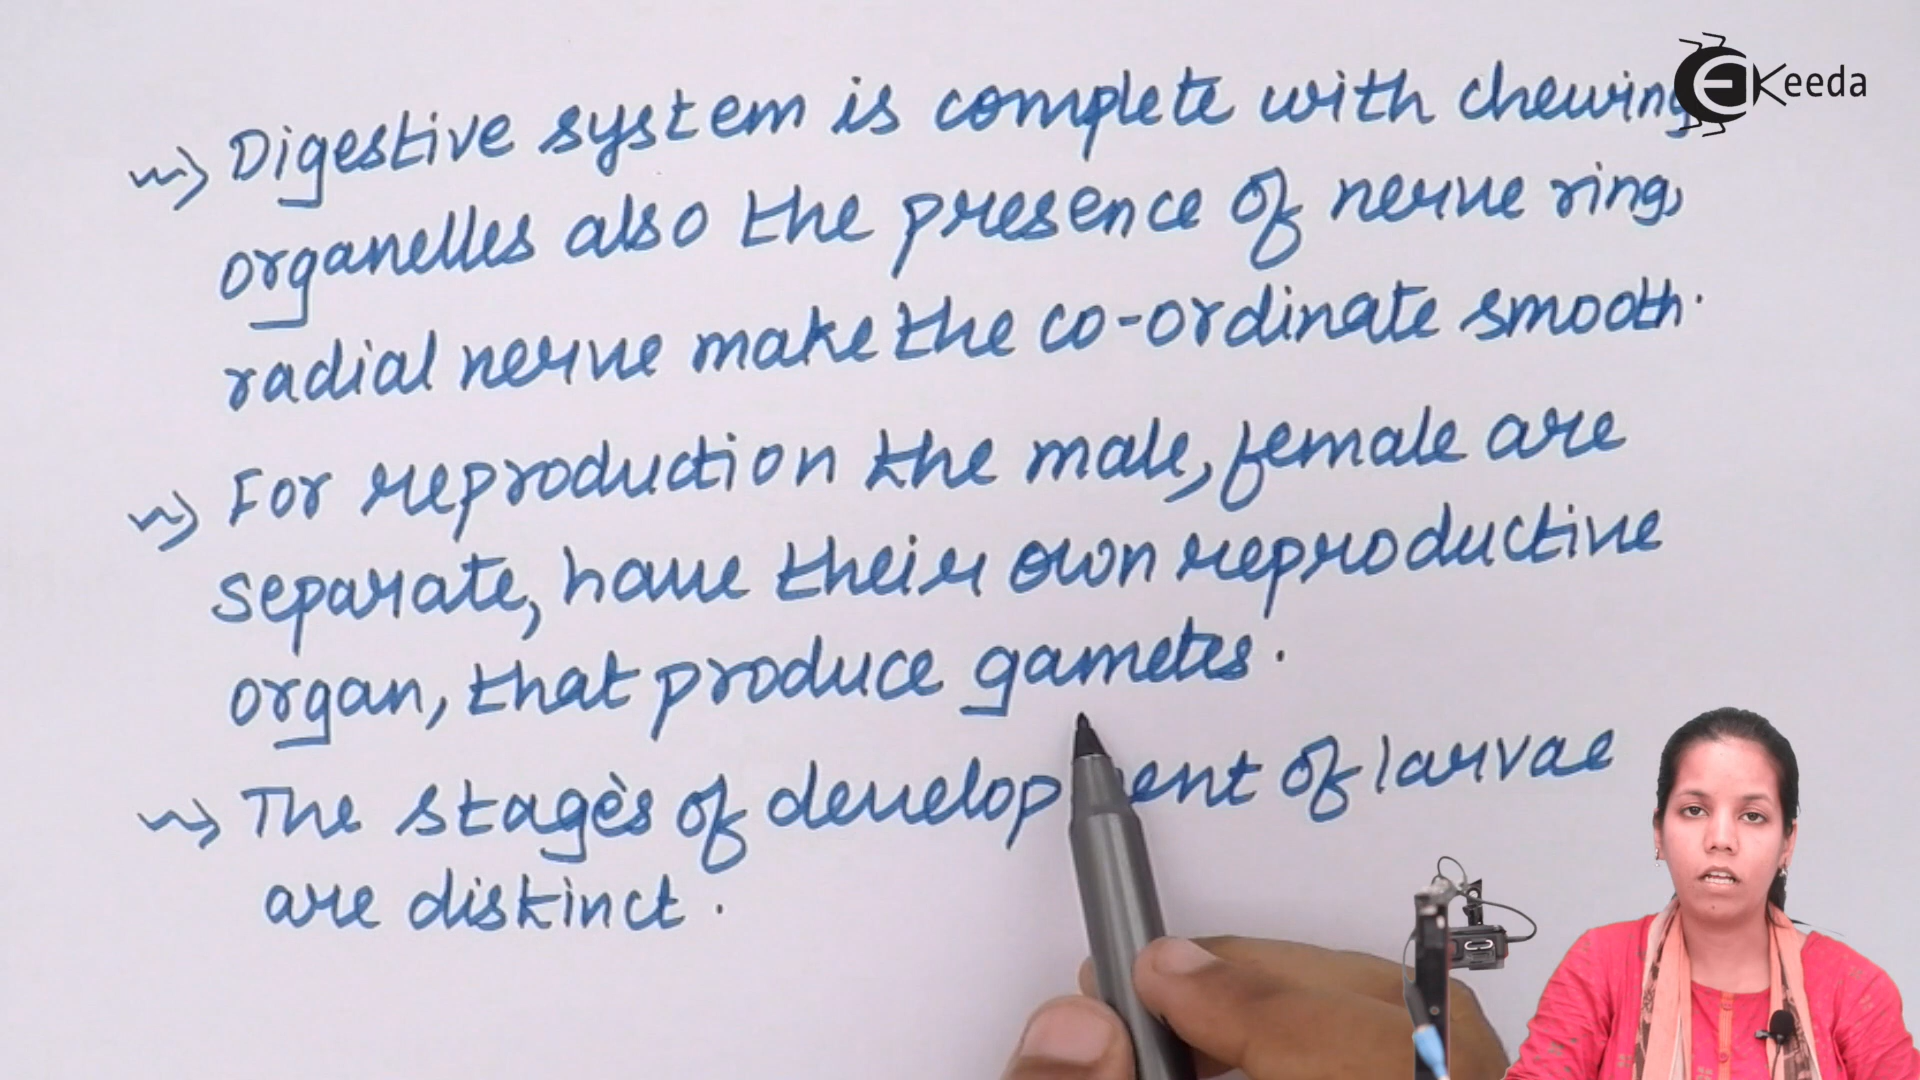 Digestive system is complete with chewing
organelles also the presence of nerve ring,
radial nerve make the co-ordinate smooth.
For reproduction the male, female are
separate, have their own reproductive
organ, that produce gametes.
The stages of development of larvae
are distinct.
EKeeda